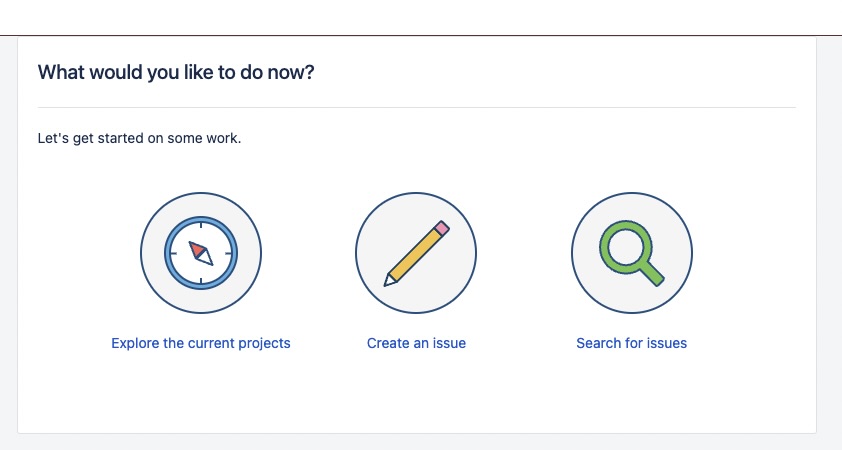 What would you like to do now?
Let's get started on some work.
Explore the current projects
Create an issue
Search for issues